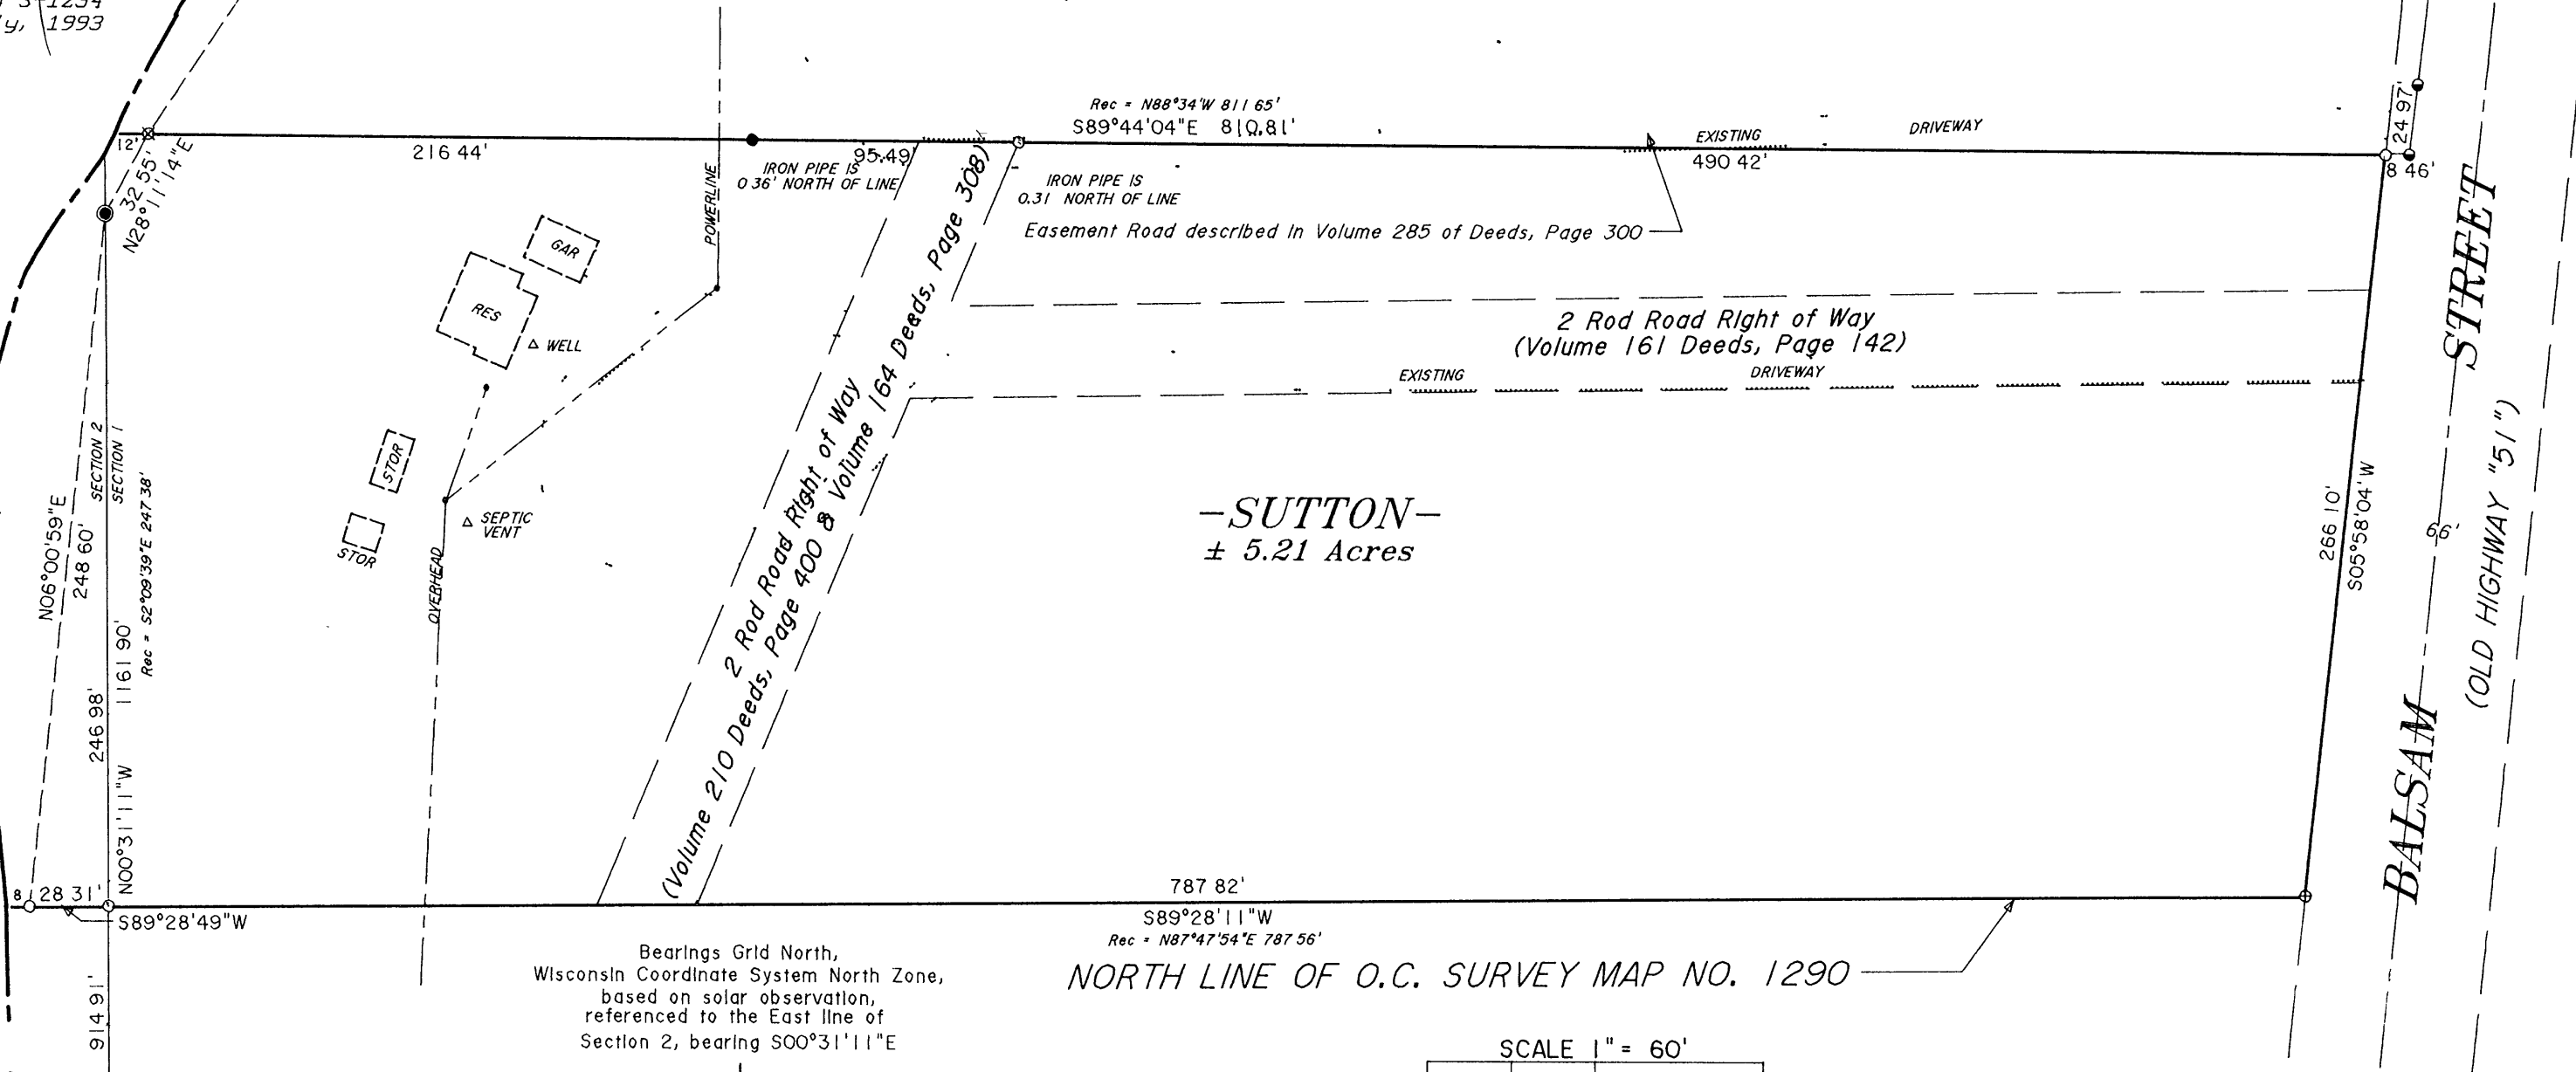 y, 1993
Rec = N88°34'W 811 65'
S89°44'04"E 810.81'
24 97'
8 46'
12'
32 55'
N28°11'14"E
216 44'
95.49'
490 42'
EXISTING
DRIVEWAY
IRON PIPE IS
0 36' NORTH OF LINE
IRON PIPE IS
0.31 NORTH OF LINE
Easement Road described in Volume 285 of Deeds, Page 300
POWERLINE
GAR
RES
WELL
2 Rod Road Right of Way
(Volume 161 Deeds, Page 142)
EXISTING
DRIVEWAY
2 Rod Road Right of Way
(Volume 210 Deeds, Page 400 & Volume 164 Deeds, Page 308)
SECTION 2
SECTION 1
STOR
STOR
SEPTIC
VENT
OVERHEAD
N06°00'59"E
248 60'
Rec = S2°09'39"E 247 38'
1161 90'
246 98'
N00°31'11"W
-SUTTON-
± 5.21 Acres
266 10'
S05°58'04"W
66'
BALSAM STREET
(OLD HIGHWAY "51")
8
28 31'
S89°28'49"W
914 91'
787 82'
S89°28'11"W
Rec = N87°47'54"E 787 56'
NORTH LINE OF O.C. SURVEY MAP NO. 1290
Bearings Grid North,
Wisconsin Coordinate System North Zone,
based on solar observation,
referenced to the East line of
Section 2, bearing S00°31'11"E
SCALE 1" = 60'